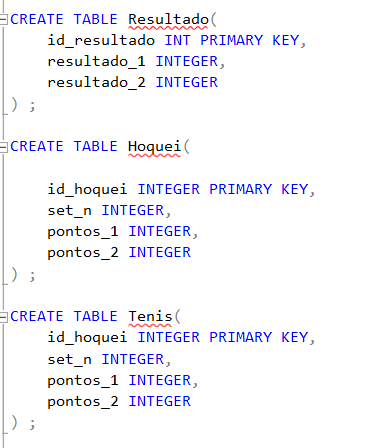 CREATE TABLE Resultado(
id_resultado INT PRIMARY KEY,
resultado_1 INTEGER,
resultado_2 INTEGER
) ;
CREATE TABLE Hoquei(
id_hoquei INTEGER PRIMARY KEY,
set_n INTEGER,
pontos_1 INTEGER,
pontos_2 INTEGER
) ;
CREATE TABLE Tenis(
id_hoquei INTEGER PRIMARY KEY,
set_n INTEGER,
pontos_1 INTEGER,
pontos_2 INTEGER
) ;